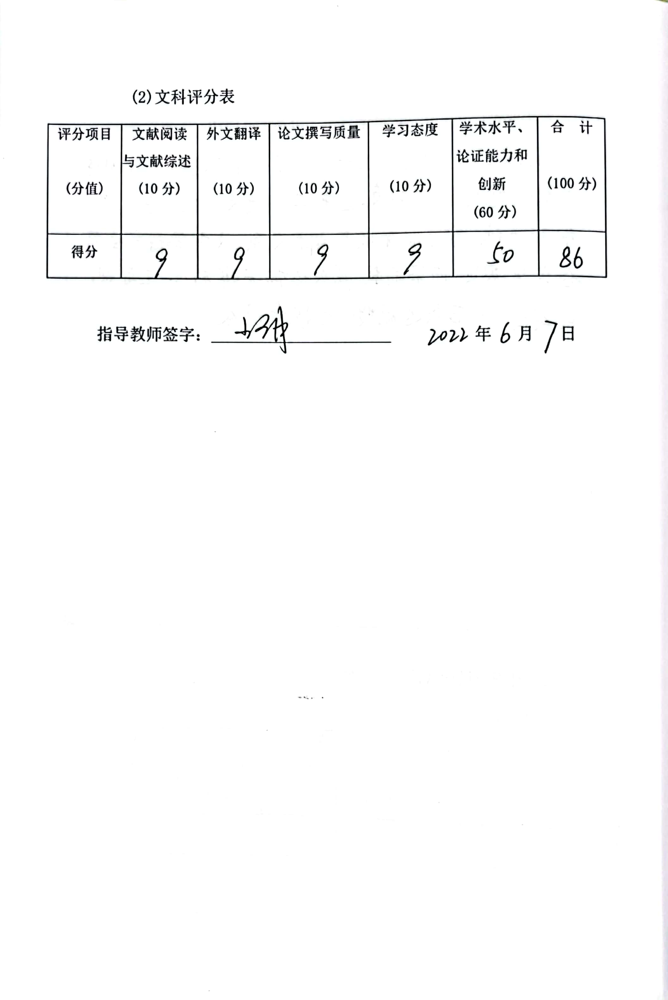 (2)文科评分表
评分项目 (分值)
文献阅读
与文献综述
(10 分)
外文翻译
(10 分)
论文撰写质量
(10 分)
学习态度
(10 分)
学术水平、
论证能力和
创新
(60 分)
合 计
(100 分)
得分 9 9 9 9 50 86
指导教师签字: 2022 年 6 月 7 日